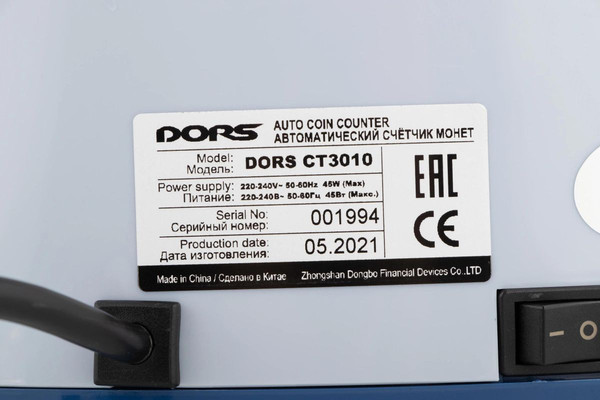 DORS AUTO COIN COUNTER
АВТОМАТИЧЕСКИЙ СЧЁТЧИК МОНЕТ
Model: DORS CT3010
Модель:
Power supply: 220-240V~ 50-60Hz 45W (Max)
Питание: 220-240В~ 50-60Гц 45Вт (Макс.)
Serial No: 001994
Серийный номер:
Production date: 05.2021
Дата изготовления:
EAC
CE
Made in China / Сделано в Китае Zhongshan Dongbo Financial Devices Co.,LTD
– O